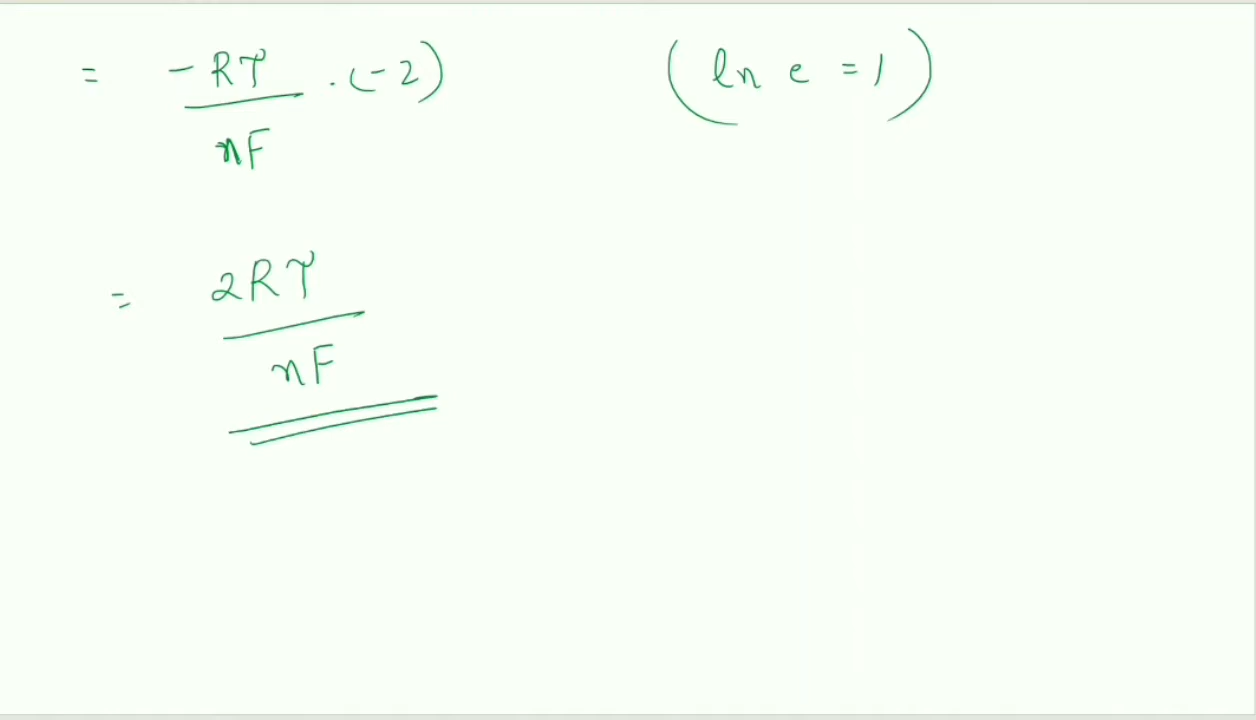 = -RT/nF . (-2) (ln e = 1)
= 2RT/nF